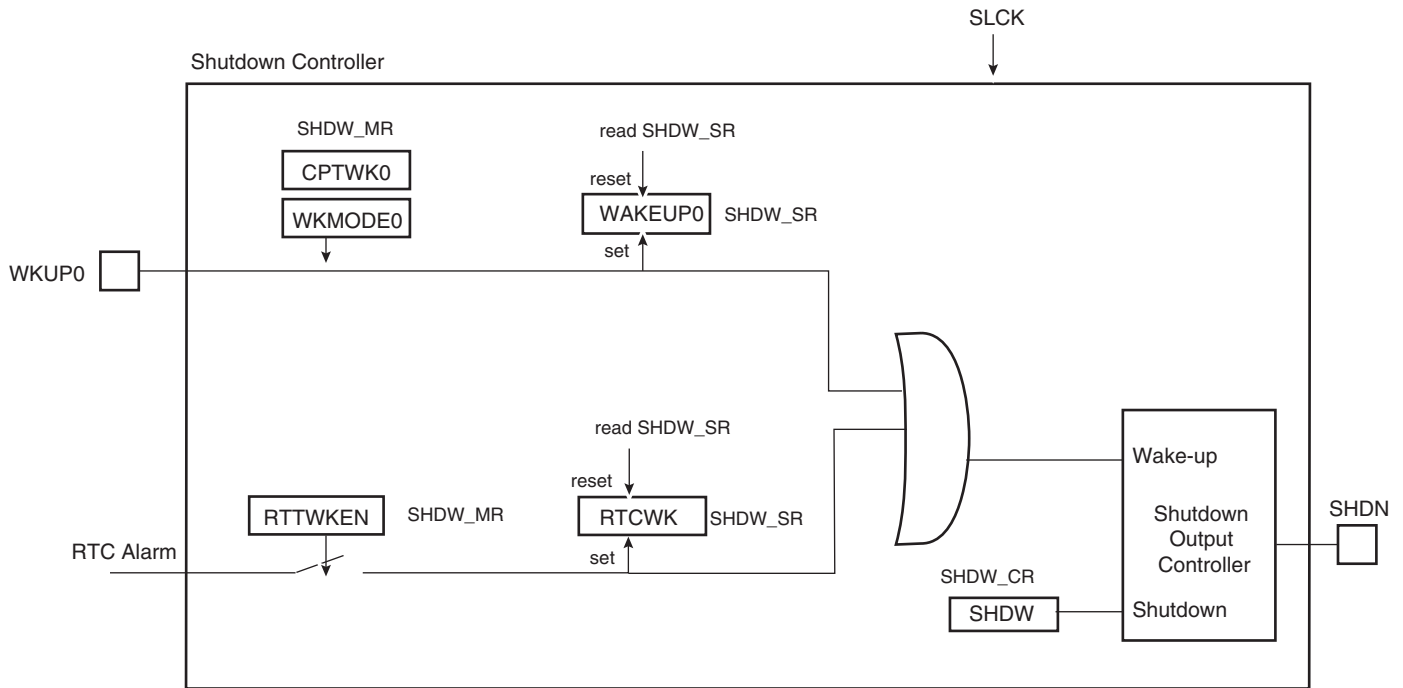 SLCK
Shutdown Controller
SHDW_MR
CPTWK0
WKMODE0
read SHDW_SR
reset
WAKEUP0
SHDW_SR
set
WKUP0
read SHDW_SR
reset
RTTWKEN
SHDW_MR
RTCWK
SHDW_SR
set
RTC Alarm
Wake-up
Shutdown
Output
Controller
SHDN
SHDW_CR
SHDW
Shutdown